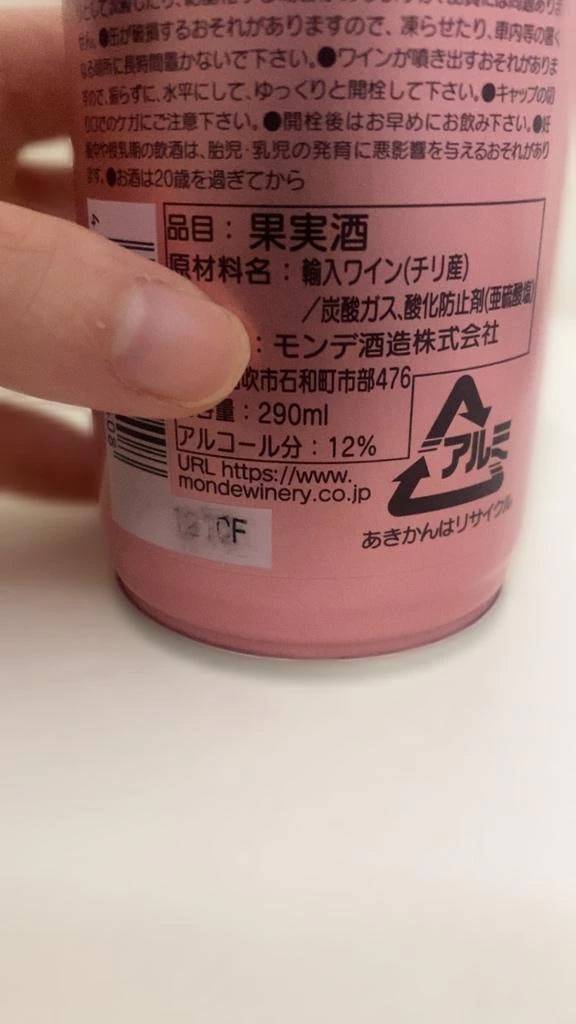 せん。●缶が破損するおそれがありますので、凍らせたり、車内等の暑く
なる場所に長時間置かないで下さい。●ワインが噴き出すおそれがありま
すので、振らずに、水平にして、ゆっくりと開栓して下さい。●キャップの切
り口でのケガにご注意下さい。●開栓後はお早めにお飲み下さい。●妊
娠中や授乳期の飲酒は、胎児・乳児の発育に悪影響を与えるおそれがあり
ます。●お酒は20歳を過ぎてから
品目：果実酒
原材料名：輸入ワイン(チリ産)
／炭酸ガス、酸化防止剤(亜硫酸塩)
：モンデ酒造株式会社
吹市石和町市部476
容量：290ml
アルコール分：12%
URL https://www.
mondewinery.co.jp
アルミ
あきかんはリサイクル